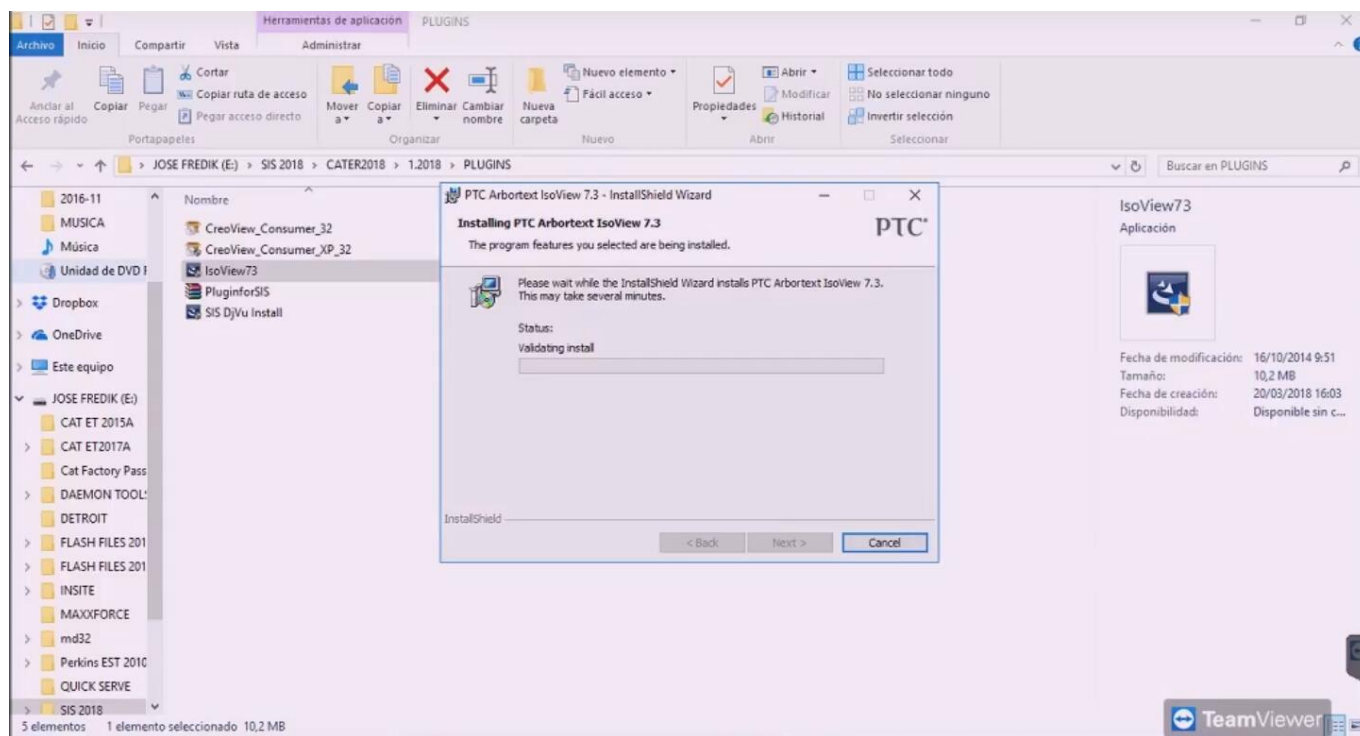 Herramientas de aplicación PLUGINS
Archivo Inicio Compartir Vista Administrar
Anclar al Acceso rápido
Copiar
Pegar
Cortar
Copiar ruta de acceso
Pegar acceso directo
Portapapeles
Mover a
Copiar a
Eliminar
Cambiar nombre
Organizar
Nueva carpeta
Nuevo elemento
Fácil acceso
Nuevo
Propiedades
Abrir
Modificar
Historial
Abrir
Seleccionar todo
No seleccionar ninguno
Invertir selección
Seleccionar
JOSE FREDIK (E:) > SIS 2018 > CATER2018 > 1.2018 > PLUGINS
Buscar en PLUGINS
2016-11
MUSICA
Música
Unidad de DVD
Dropbox
OneDrive
Este equipo
JOSE FREDIK (E:)
CAT ET 2015A
CAT ET2017A
Cat Factory Pass
DAEMON TOOL
DETROIT
FLASH FILES 201
FLASH FILES 201
INSITE
MAXXFORCE
md32
Perkins EST 2010
QUICK SERVE
SIS 2018
Nombre
CreoView_Consumer_32
CreoView_Consumer_XP_32
IsoView73
PluginforSIS
SIS DjVu Install
PTC Arbortext IsoView 7.3 - InstallShield Wizard
Installing PTC Arbortext IsoView 7.3
The program features you selected are being installed.
PTC
Please wait while the InstallShield Wizard installs PTC Arbortext IsoView 7.3.
This may take several minutes.
Status:
Validating install
InstallShield
< Back
Next >
Cancel
IsoView73
Aplicación
Fecha de modificación: 16/10/2014 9:51
Tamaño: 10,2 MB
Fecha de creación: 20/03/2018 16:03
Disponibilidad: Disponible sin c...
5 elementos 1 elemento seleccionado 10,2 MB
TeamViewer